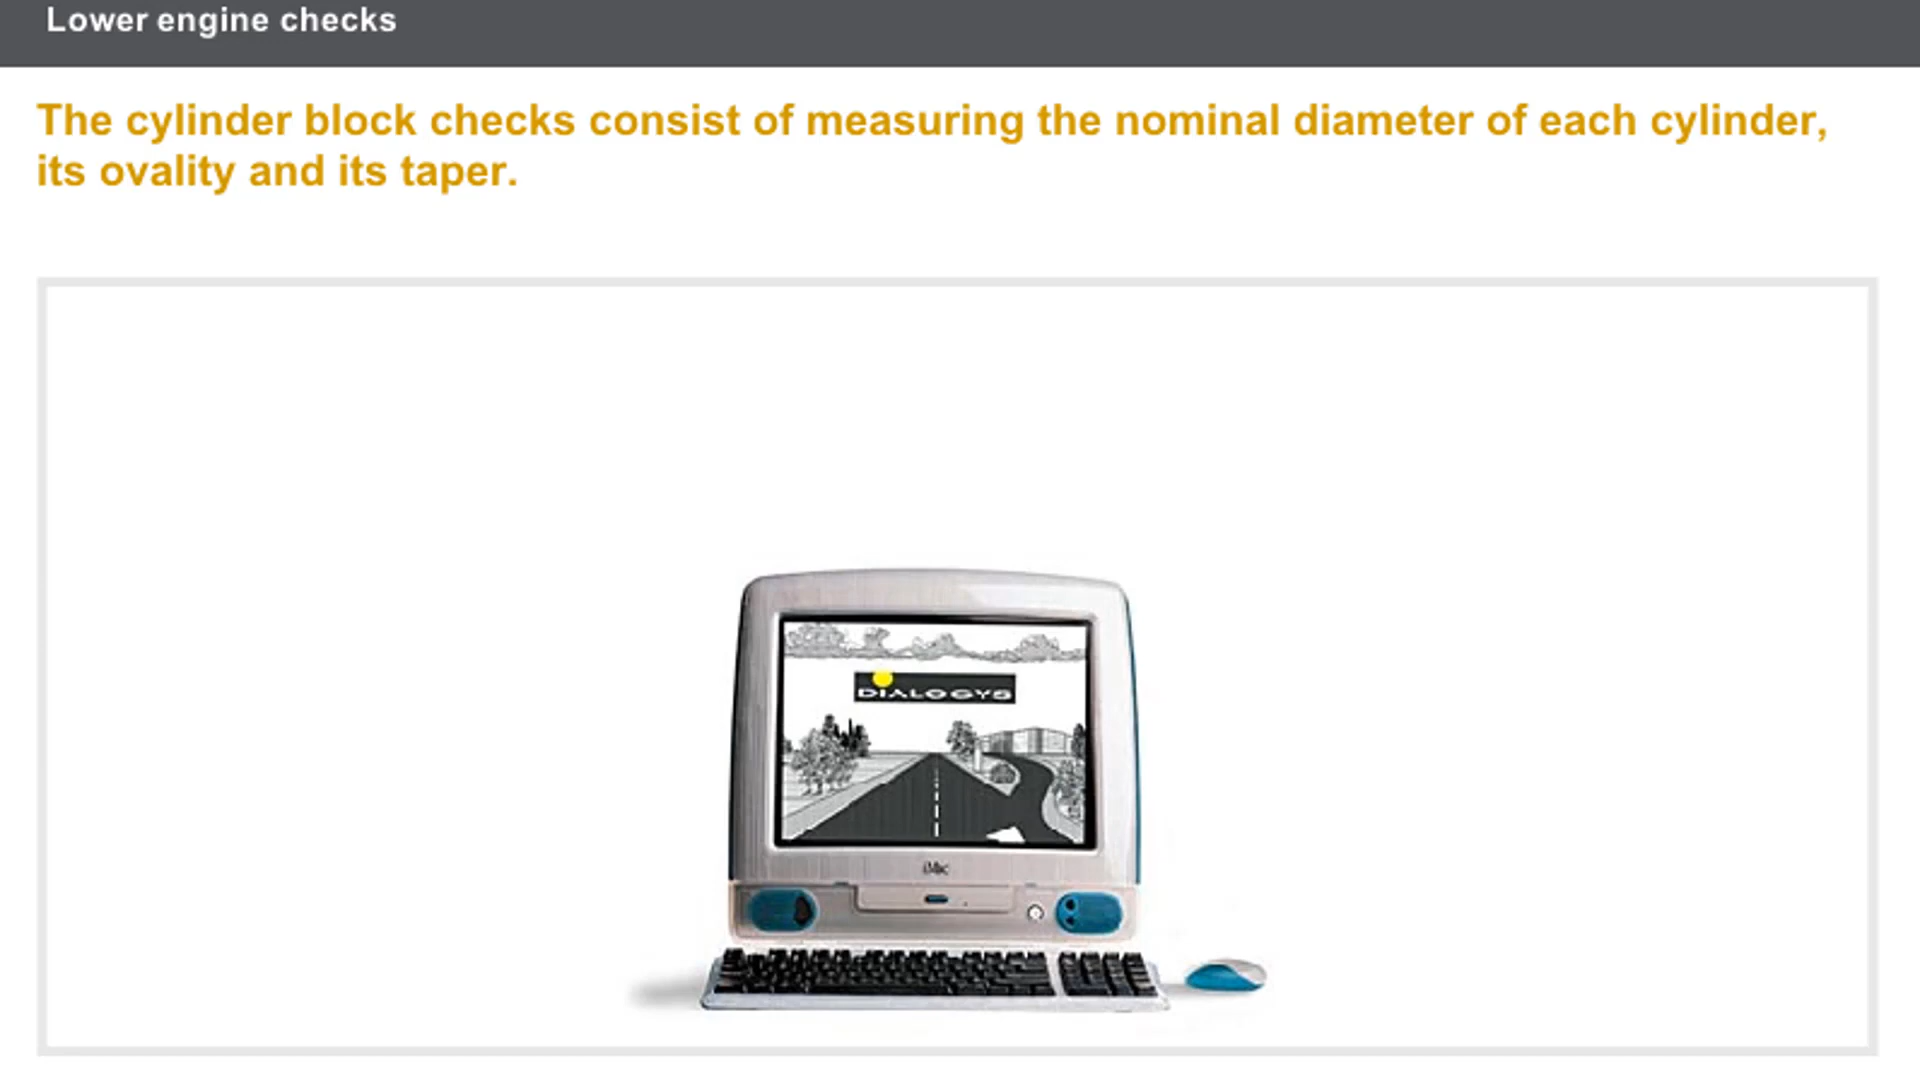 Lower engine checks
The cylinder block checks consist of measuring the nominal diameter of each cylinder,
its ovality and its taper.
DIALOGYS
iMac